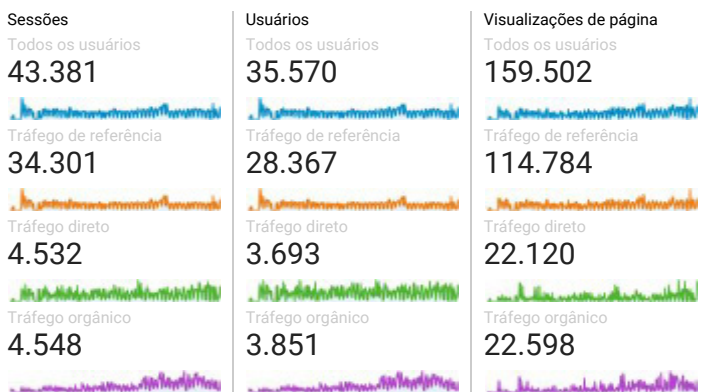 Sessões
Todos os usuários
43.381
Tráfego de referência
34.301
Tráfego direto
4.532
Tráfego orgânico
4.548
Usuários
Todos os usuários
35.570
Tráfego de referência
28.367
Tráfego direto
3.693
Tráfego orgânico
3.851
Visualizações de página
Todos os usuários
159.502
Tráfego de referência
114.784
Tráfego direto
22.120
Tráfego orgânico
22.598